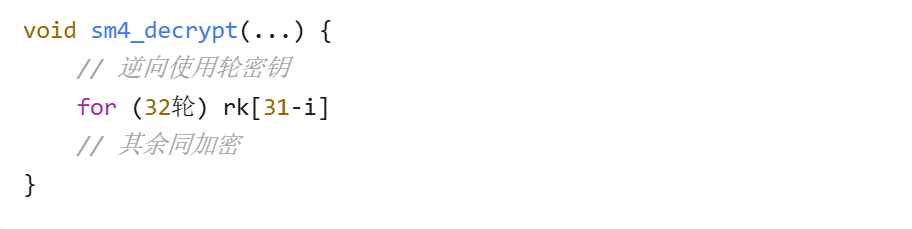 void sm4_decrypt(...) {
// 逆向使用轮密钥
for (32轮) rk[31-i]
// 其余同加密
}